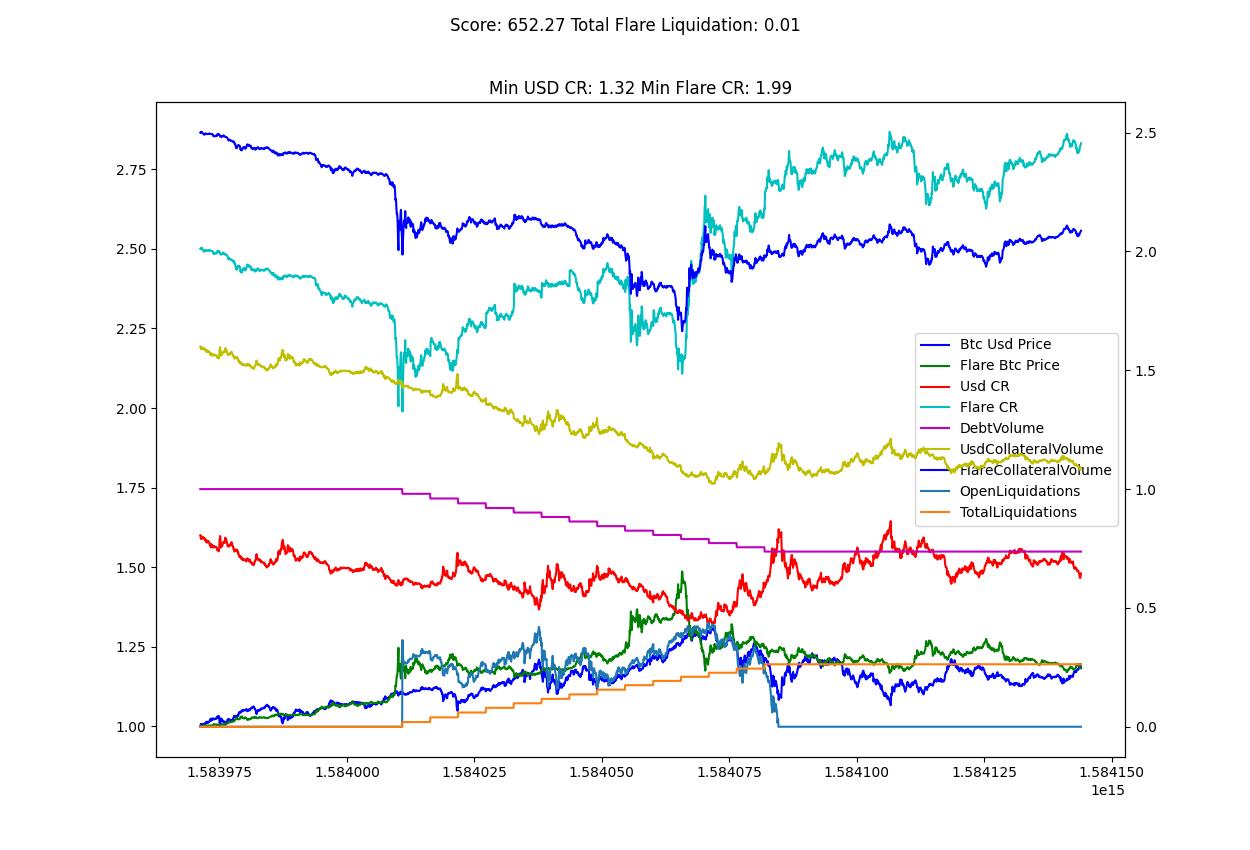 Score: 652.27 Total Flare Liquidation: 0.01
Min USD CR: 1.32 Min Flare CR: 1.99
2.75
2.50
2.25
2.00
1.75
1.50
1.25
1.00
2.5
2.0
1.5
1.0
0.5
0.0
Btc Usd Price
Flare Btc Price
Usd CR
Flare CR
DebtVolume
UsdCollateralVolume
FlareCollateralVolume
OpenLiquidations
TotalLiquidations
1.583975 1.584000 1.584025 1.584050 1.584075 1.584100 1.584125 1.584150
1e15